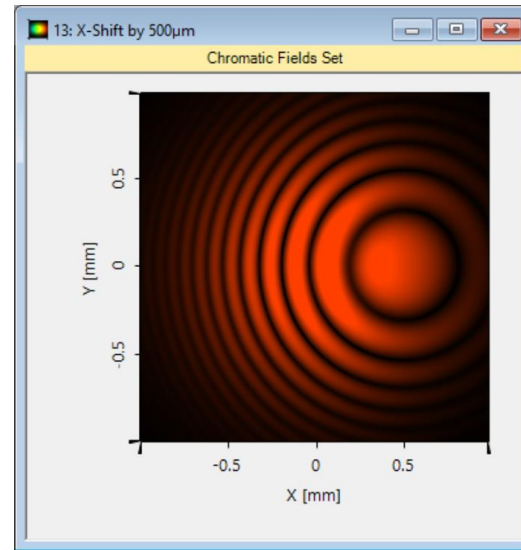 13: X-Shift by 500µm
Chromatic Fields Set
0.5
0
-0.5
Y [mm]
-0.5 0 0.5
X [mm]